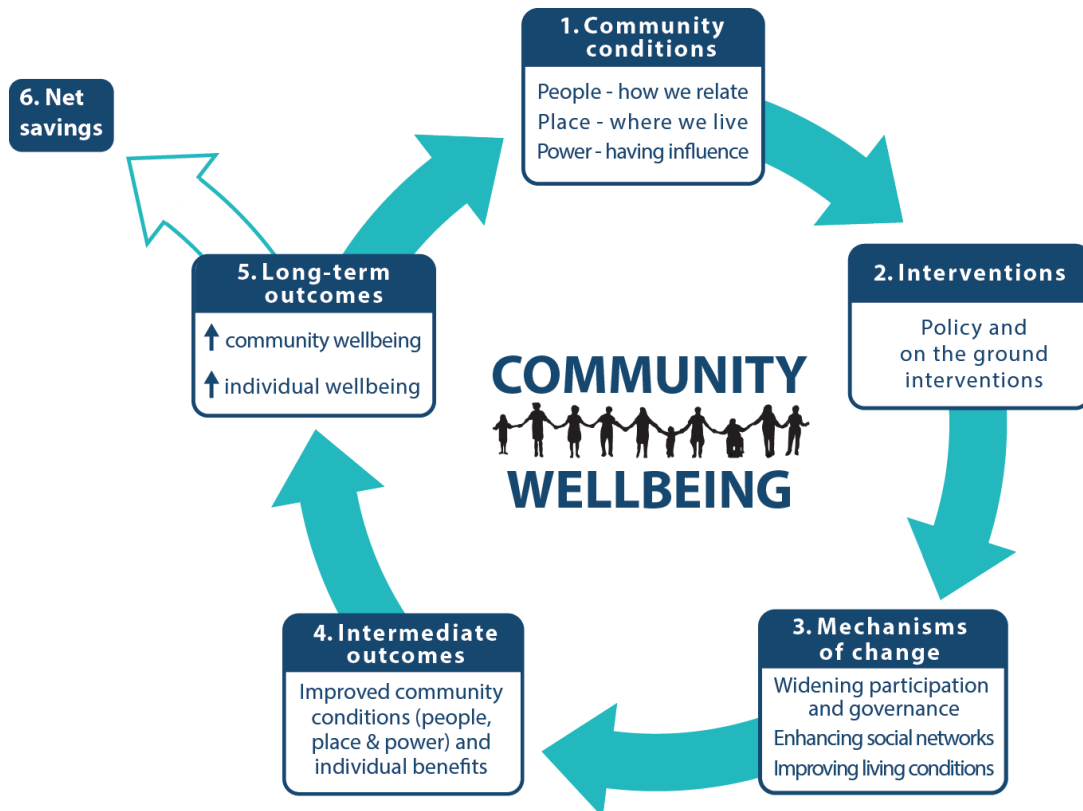 1. Community
conditions
People - how we relate
Place - where we live
Power - having influence
2. Interventions
Policy and
on the ground
interventions
3. Mechanisms
of change
Widening participation
and governance
Enhancing social networks
Improving living conditions
4. Intermediate
outcomes
Improved community
conditions (people,
place & power) and
individual benefits
5. Long-term
outcomes
↑ community wellbeing
↑ individual wellbeing
6. Net
savings
COMMUNITY
WELLBEING